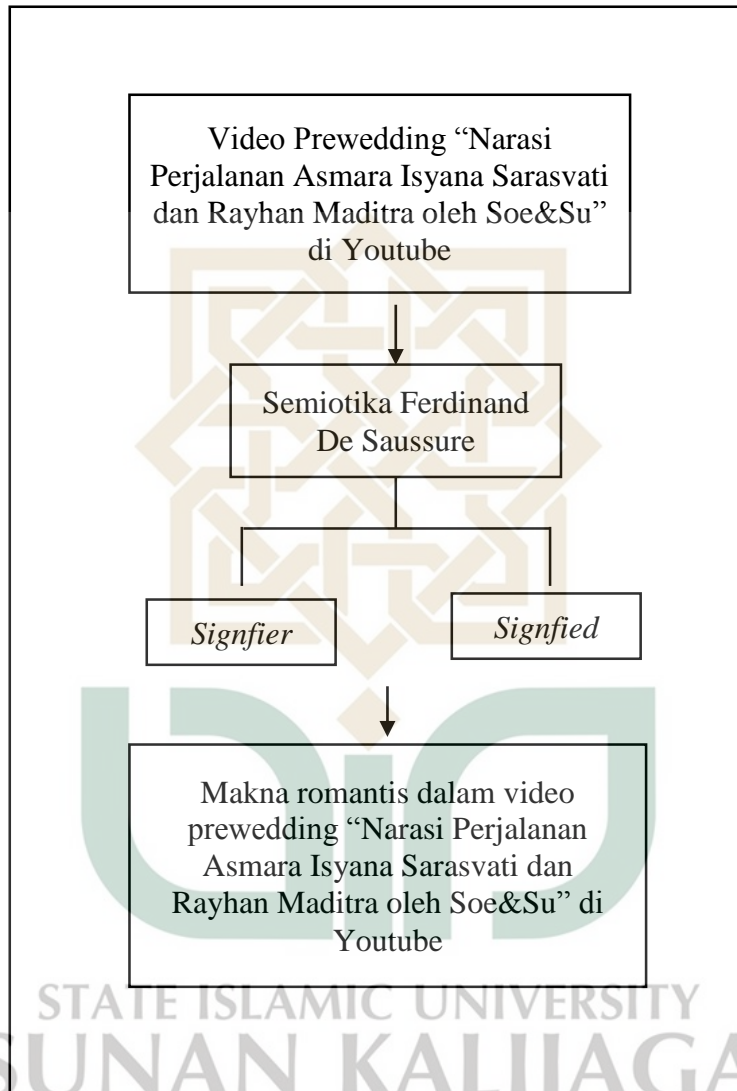 Video Prewedding “Narasi
Perjalanan Asmara Isyana Sarasvati
dan Rayhan Maditra oleh Soe&Su”
di Youtube
Semiotika Ferdinand
De Saussure
Signfier
Signfied
Makna romantis dalam video
prewedding “Narasi Perjalanan
Asmara Isyana Sarasvati dan
Rayhan Maditra oleh Soe&Su” di
Youtube
STATE ISLAMIC UNIVERSITY
SUNAN KALIJAGA